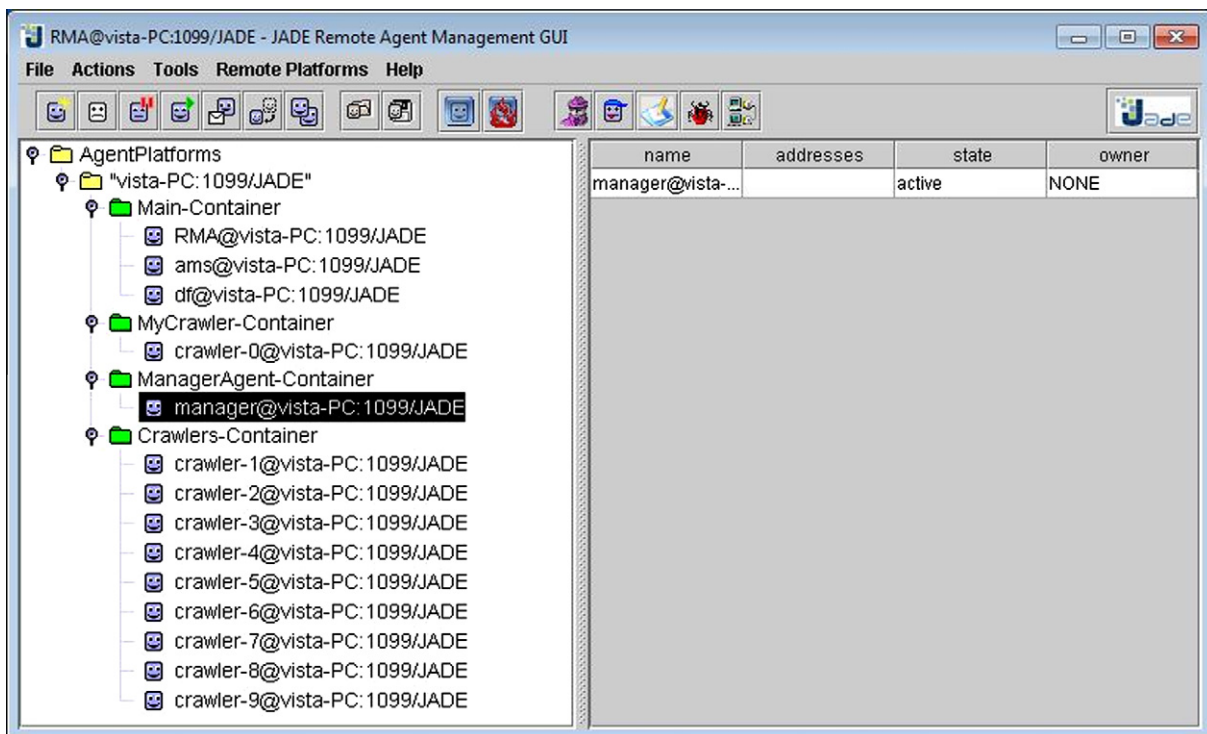 RMA@vista-PC:1099/JADE - JADE Remote Agent Management GUI
File Actions Tools Remote Platforms Help
Jade
AgentPlatforms
"vista-PC:1099/JADE"
Main-Container
RMA@vista-PC:1099/JADE
ams@vista-PC:1099/JADE
df@vista-PC:1099/JADE
MyCrawler-Container
crawler-0@vista-PC:1099/JADE
ManagerAgent-Container
manager@vista-PC:1099/JADE
Crawlers-Container
crawler-1@vista-PC:1099/JADE
crawler-2@vista-PC:1099/JADE
crawler-3@vista-PC:1099/JADE
crawler-4@vista-PC:1099/JADE
crawler-5@vista-PC:1099/JADE
crawler-6@vista-PC:1099/JADE
crawler-7@vista-PC:1099/JADE
crawler-8@vista-PC:1099/JADE
crawler-9@vista-PC:1099/JADE
name addresses state owner
manager@vista-... active NONE